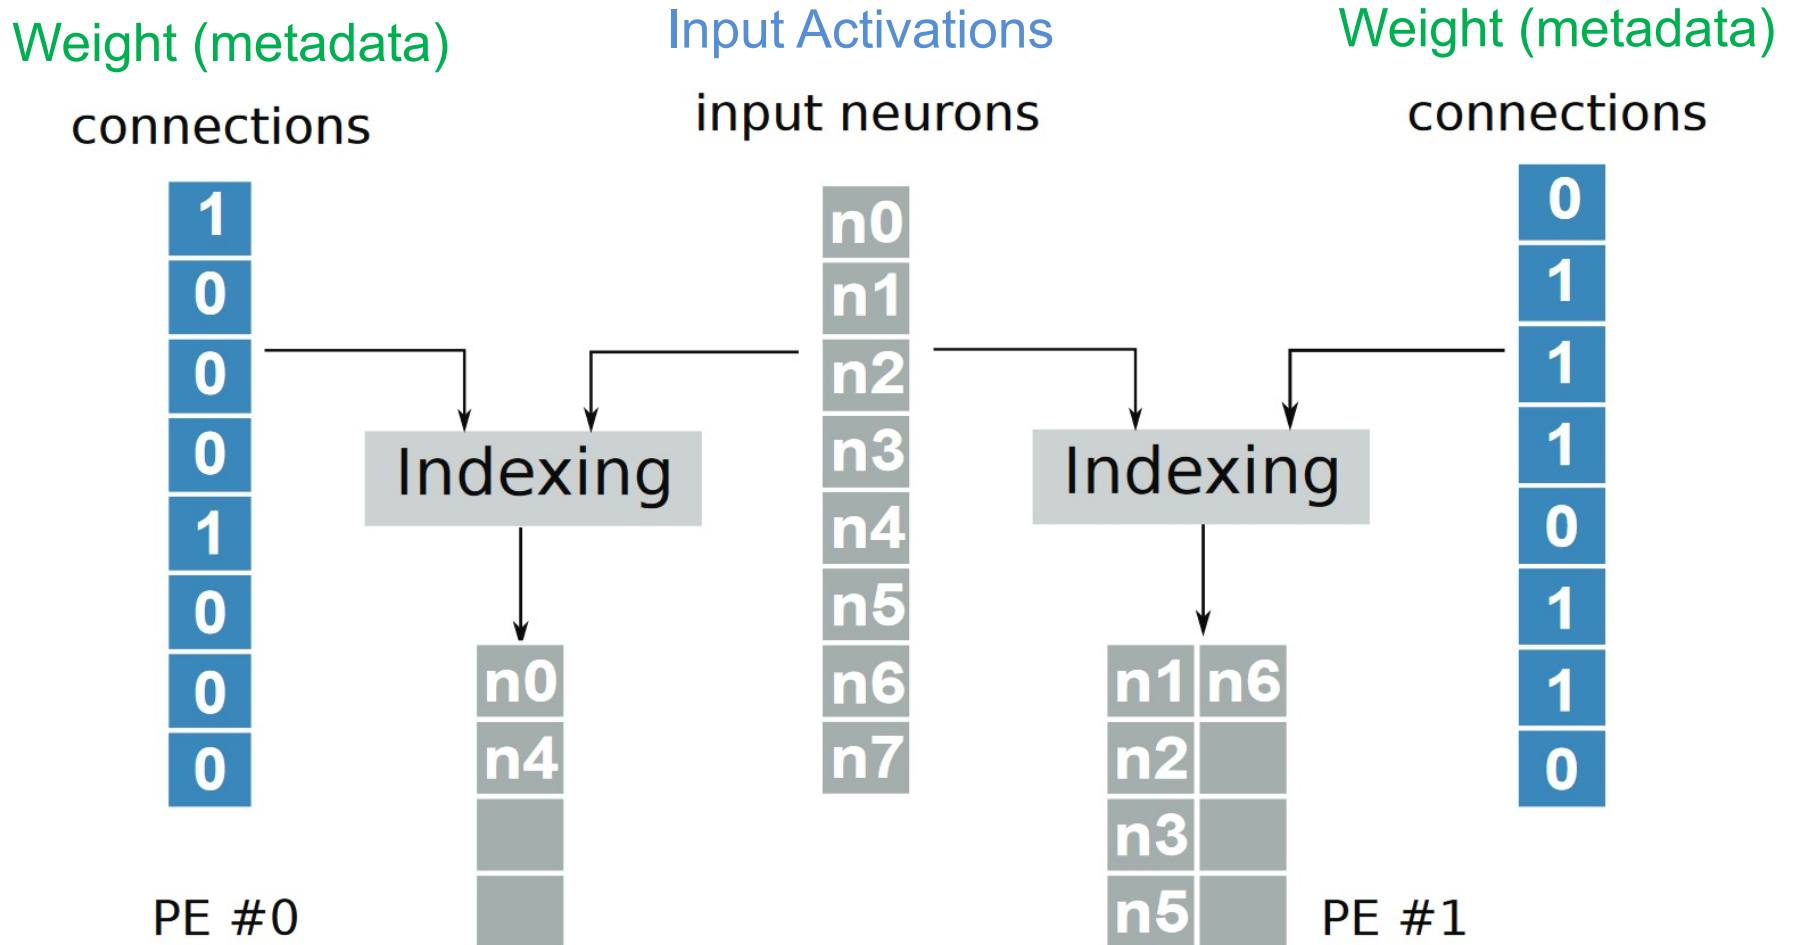 Weight (metadata)
Input Activations
Weight (metadata)
connections
input neurons
connections
1
0
0
0
1
0
0
0
n0
n1
n2
n3
n4
n5
n6
n7
0
1
1
1
0
1
1
0
Indexing
Indexing
n0
n4
n1 n6
n2
n3
n5
PE #0
PE #1